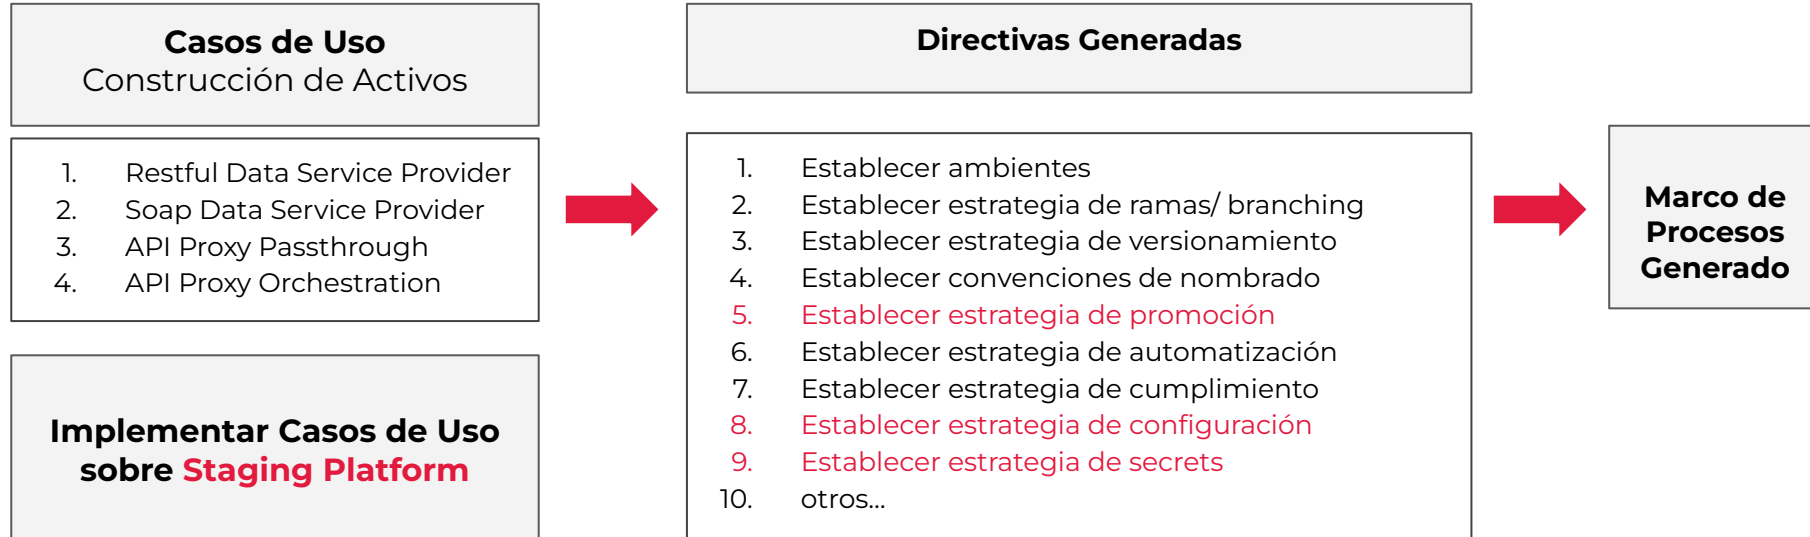 Casos de Uso
Construcción de Activos
1. Restful Data Service Provider
2. Soap Data Service Provider
3. API Proxy Passthrough
4. API Proxy Orchestration
Implementar Casos de Uso
sobre Staging Platform
Directivas Generadas
1. Establecer ambientes
2. Establecer estrategia de ramas/ branching
3. Establecer estrategia de versionamiento
4. Establecer convenciones de nombrado
5. Establecer estrategia de promoción
6. Establecer estrategia de automatización
7. Establecer estrategia de cumplimiento
8. Establecer estrategia de configuración
9. Establecer estrategia de secrets
10. otros...
Marco de
Procesos
Generado